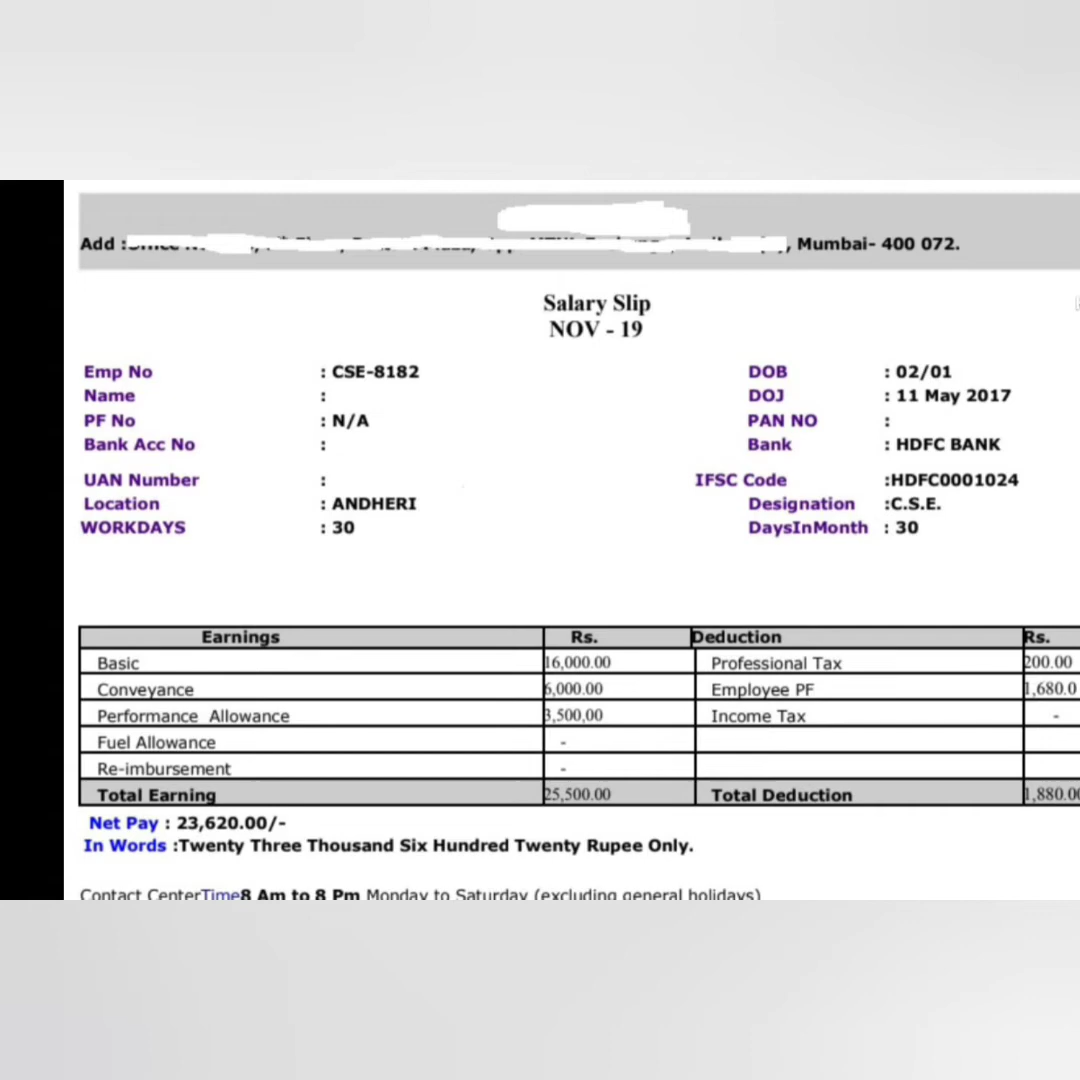 Add : , Mumbai- 400 072.
Salary Slip
NOV - 19
Emp No : CSE-8182 DOB : 02/01
Name : DOJ : 11 May 2017
PF No : N/A PAN NO :
Bank Acc No : Bank : HDFC BANK
UAN Number : IFSC Code :HDFC0001024
Location : ANDHERI Designation :C.S.E.
WORKDAYS : 30 DaysInMonth : 30
Earnings Rs. Deduction Rs.
Basic 16,000.00 Professional Tax 200.00
Conveyance 6,000.00 Employee PF 1,680.0
Performance Allowance 3,500,00 Income Tax -
Fuel Allowance -
Re-imbursement -
Total Earning 25,500.00 Total Deduction 1,880.00
Net Pay : 23,620.00/-
In Words :Twenty Three Thousand Six Hundred Twenty Rupee Only.
Contact CenterTime8 Am to 8 Pm Monday to Saturday (excluding general holidays)